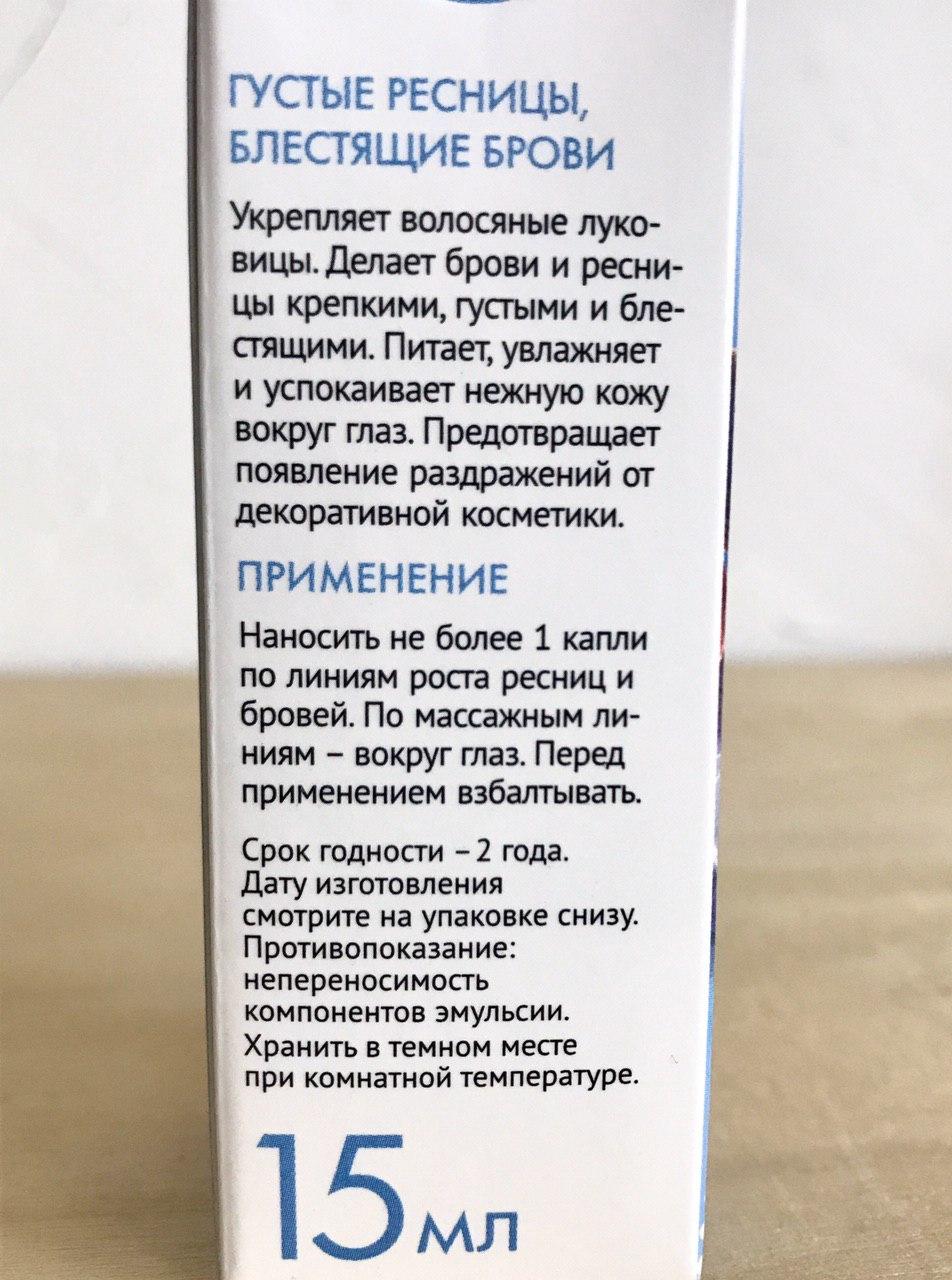 ГУСТЫЕ РЕСНИЦЫ,
БЛЕСТЯЩИЕ БРОВИ
Укрепляет волосяные луко-
вицы. Делает брови и ресни-
цы крепкими, густыми и бле-
стящими. Питает, увлажняет
и успокаивает нежную кожу
вокруг глаз. Предотвращает
появление раздражений от
декоративной косметики.
ПРИМЕНЕНИЕ
Наносить не более 1 капли
по линиям роста ресниц и
бровей. По массажным ли-
ниям – вокруг глаз. Перед
применением взбалтывать.
Срок годности – 2 года.
Дату изготовления
смотрите на упаковке снизу.
Противопоказание:
непереносимость
компонентов эмульсии.
Хранить в темном месте
при комнатной температуре.
15 мл